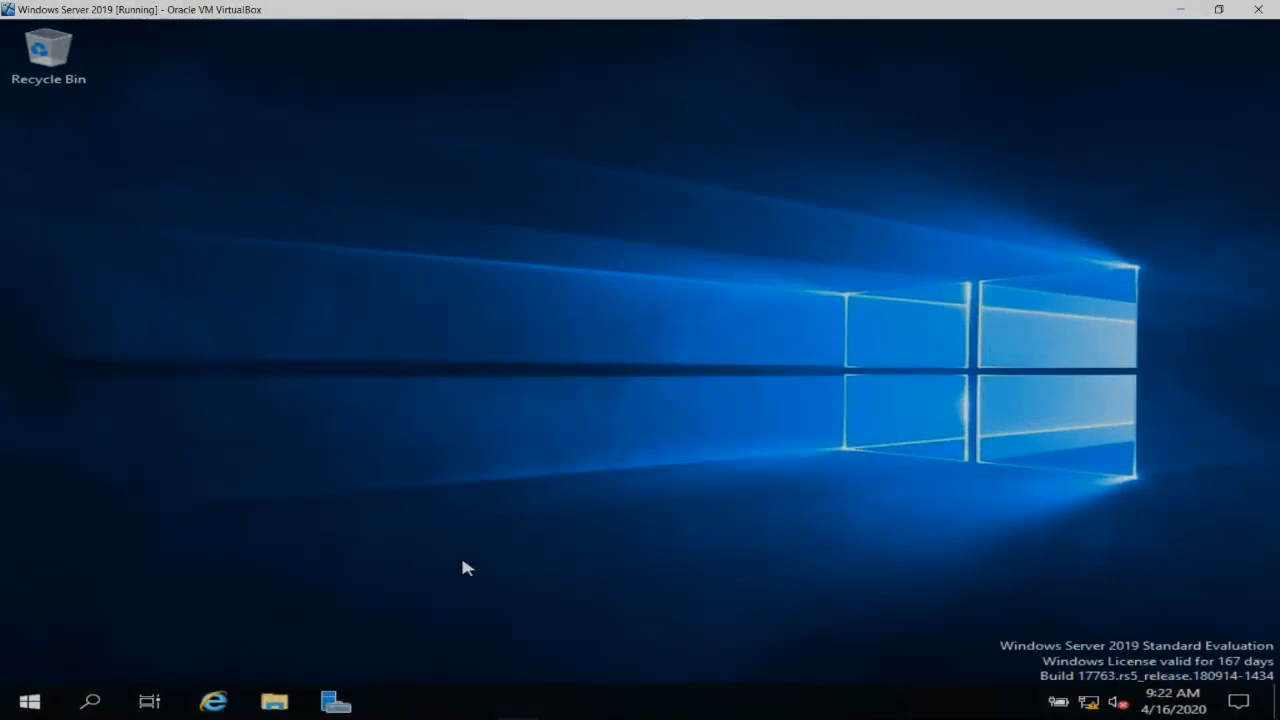 Windows Server 2019 [Running] - Oracle VM VirtualBox
Recycle Bin
Windows Server 2019 Standard Evaluation
Windows License valid for 167 days
Build 17763.rs5_release.180914-1434
9:22 AM
4/16/2020